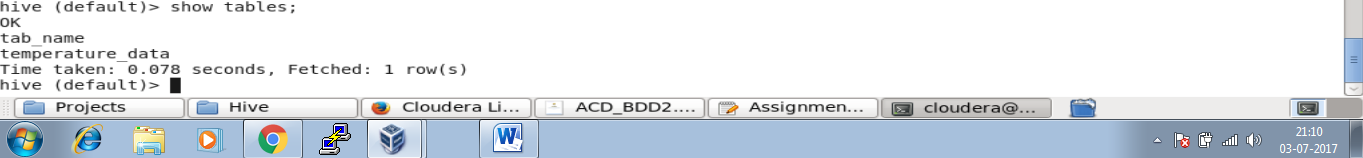 hive (default)> show tables;
OK
tab_name
temperature_data
Time taken: 0.078 seconds, Fetched: 1 row(s)
hive (default)>
Projects
Hive
Cloudera Li...
ACD_BDD2....
Assignmen...
cloudera@...
21:10
03-07-2017